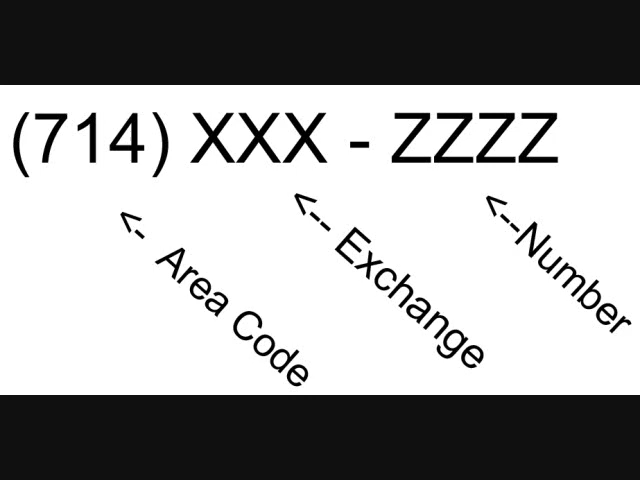 (714) XXX - ZZZZ
<- Area Code
<-- Exchange
<--Number